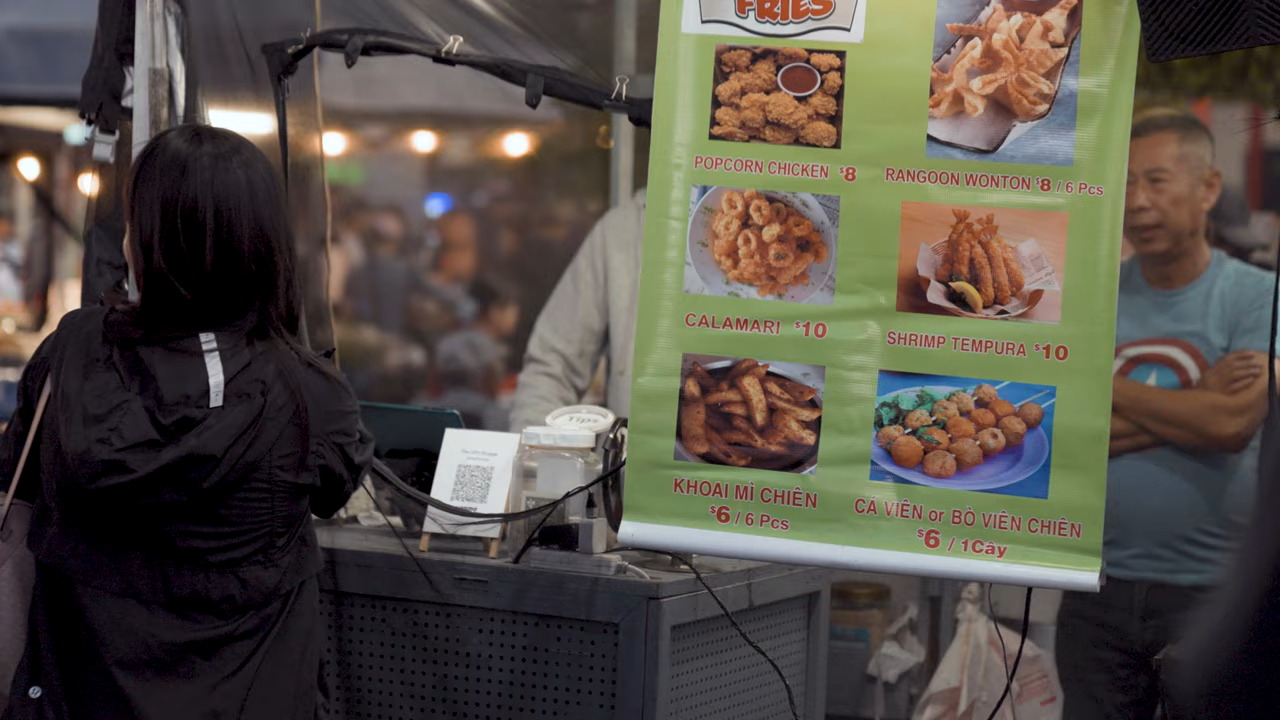 FRIES
POPCORN CHICKEN $8
RANGOON WONTON $8 / 6 Pcs
CALAMARI $10
SHRIMP TEMPURA $10
KHOAI MÌ CHIÊN
$6 / 6 Pcs
CÁ VIÊN or BÒ VIÊN CHIÊN
$6 / 1Cây
Tips